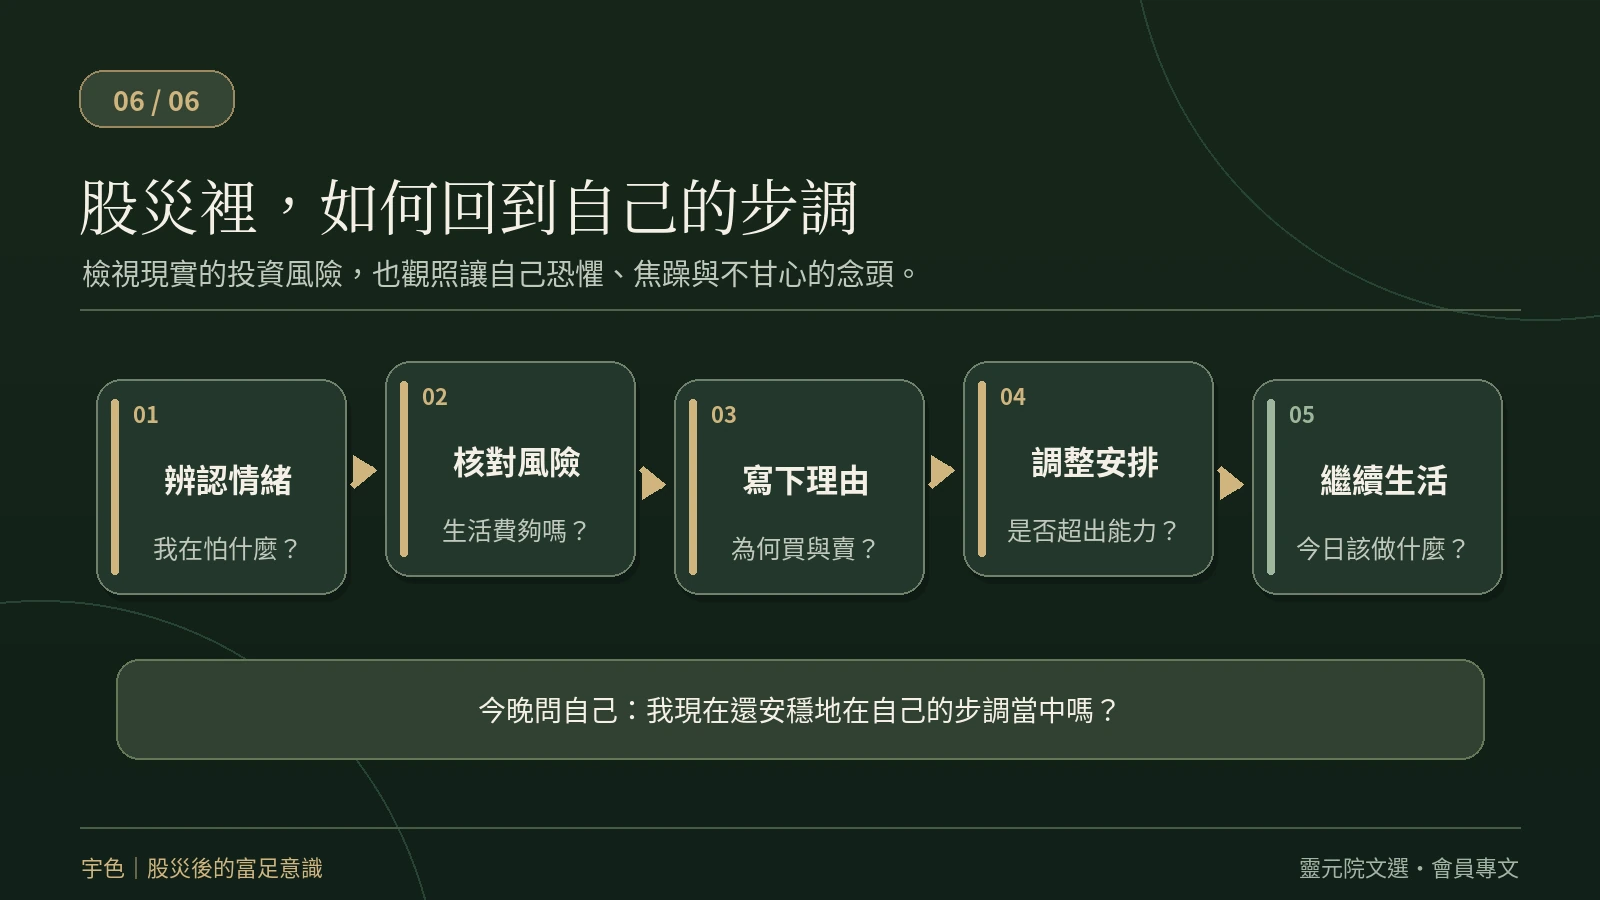 06 / 06
股災裡，如何回到自己的步調
檢視現實的投資風險，也觀照讓自己恐懼、焦躁與不甘心的念頭。
01
辨認情緒
我在怕什麼？
02
核對風險
生活費夠嗎？
03
寫下理由
為何買與賣？
04
調整安排
是否超出能力？
05
繼續生活
今日該做什麼？
今晚問自己：我現在還安穩地在自己的步調當中嗎？
宇色｜股災後的富足意識
靈元院文選・會員專文